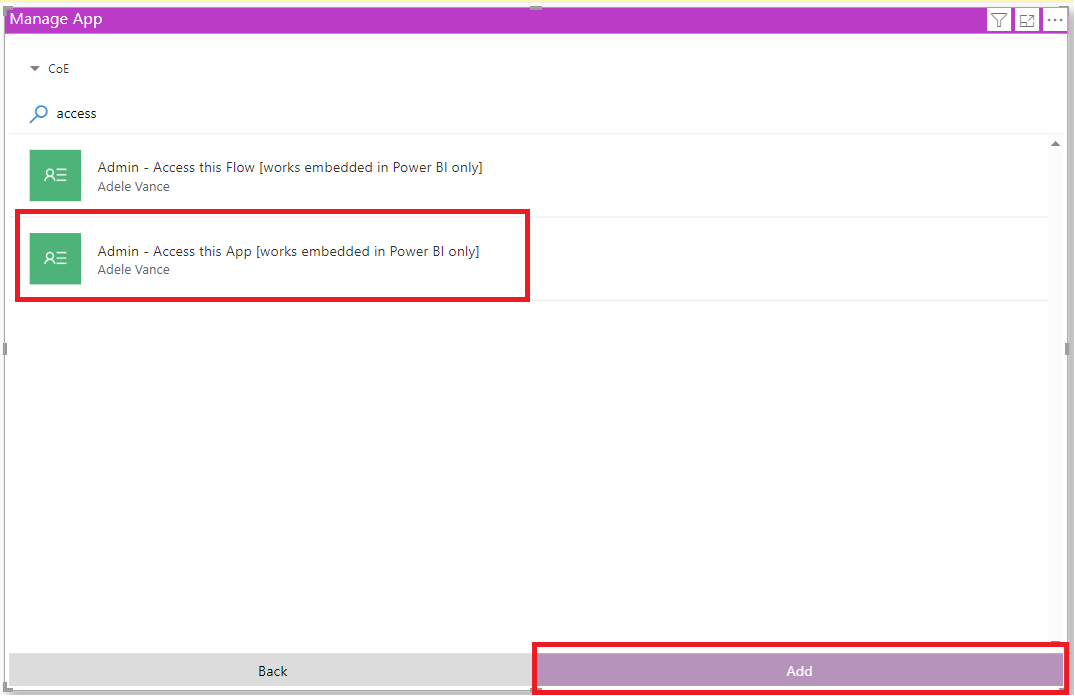 Manage App
CoE
access
Admin - Access this Flow [works embedded in Power BI only]
Adele Vance
Admin - Access this App [works embedded in Power BI only]
Adele Vance
Back
Add